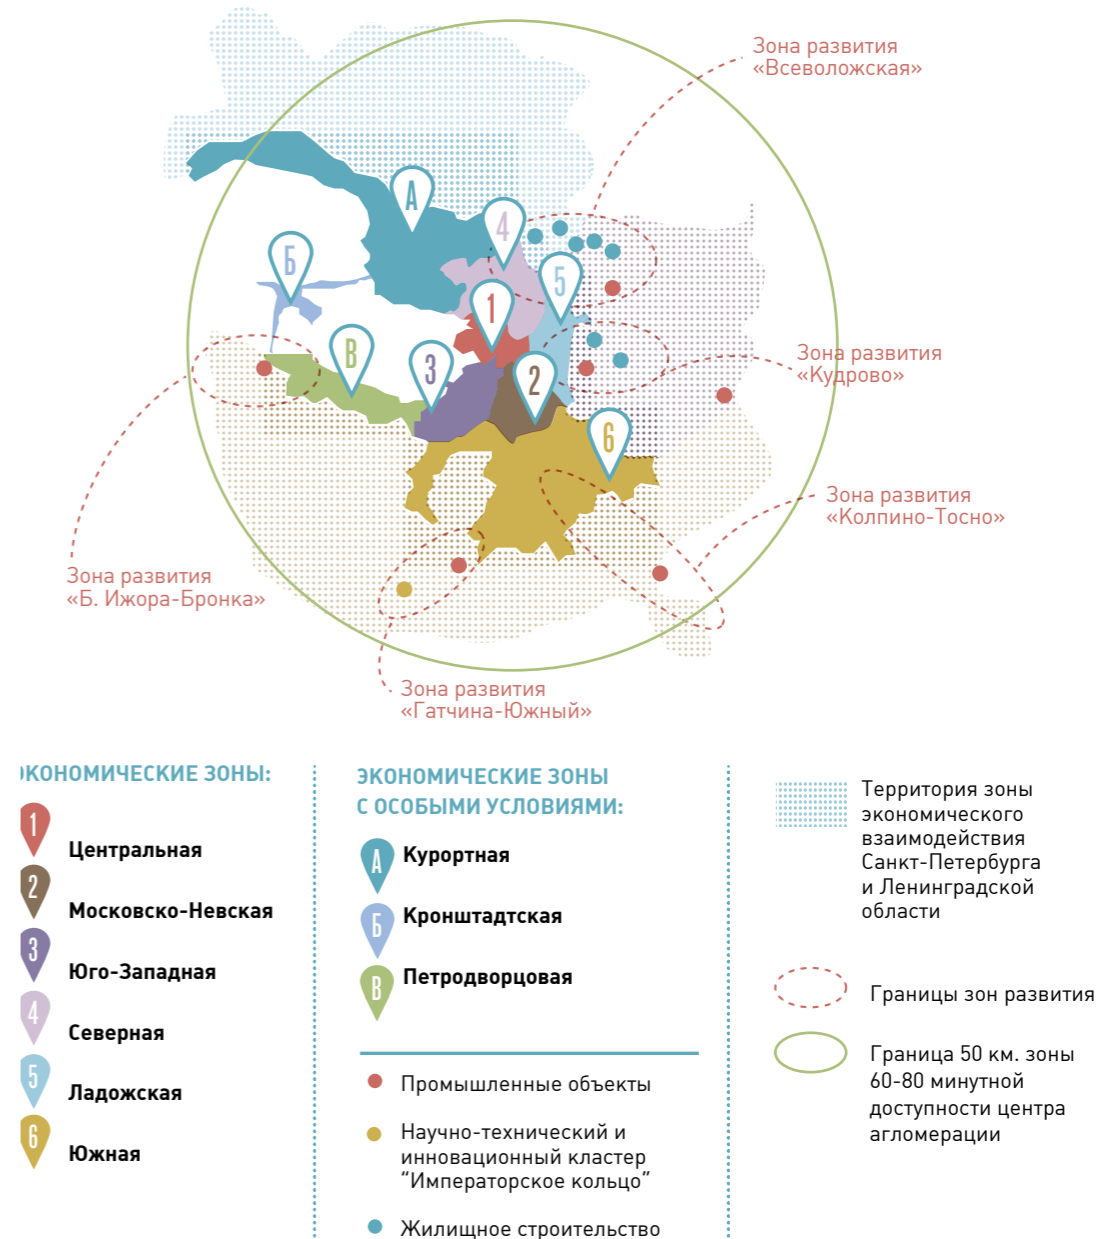 Зона развития
«Всеволожская»
А
4
Б
5
1
В
3
2
6
Зона развития
«Кудрово»
Зона развития
«Колпино-Тосно»
Зона развития
«Б. Ижора-Бронка»
Зона развития
«Гатчина-Южный»
ЭКОНОМИЧЕСКИЕ ЗОНЫ:
1
Центральная
2
Московско-Невская
3
Юго-Западная
4
Северная
5
Ладожская
6
Южная
ЭКОНОМИЧЕСКИЕ ЗОНЫ
С ОСОБЫМИ УСЛОВИЯМИ:
А
Курортная
Б
Кронштадтская
В
Петродворцовая
Промышленные объекты
Научно-технический и
инновационный кластер
“Императорское кольцо”
Жилищное строительство
Территория зоны
экономического
взаимодействия
Санкт-Петербурга
и Ленинградской
области
Границы зон развития
Граница 50 км. зоны
60-80 минутной
доступности центра
агломерации